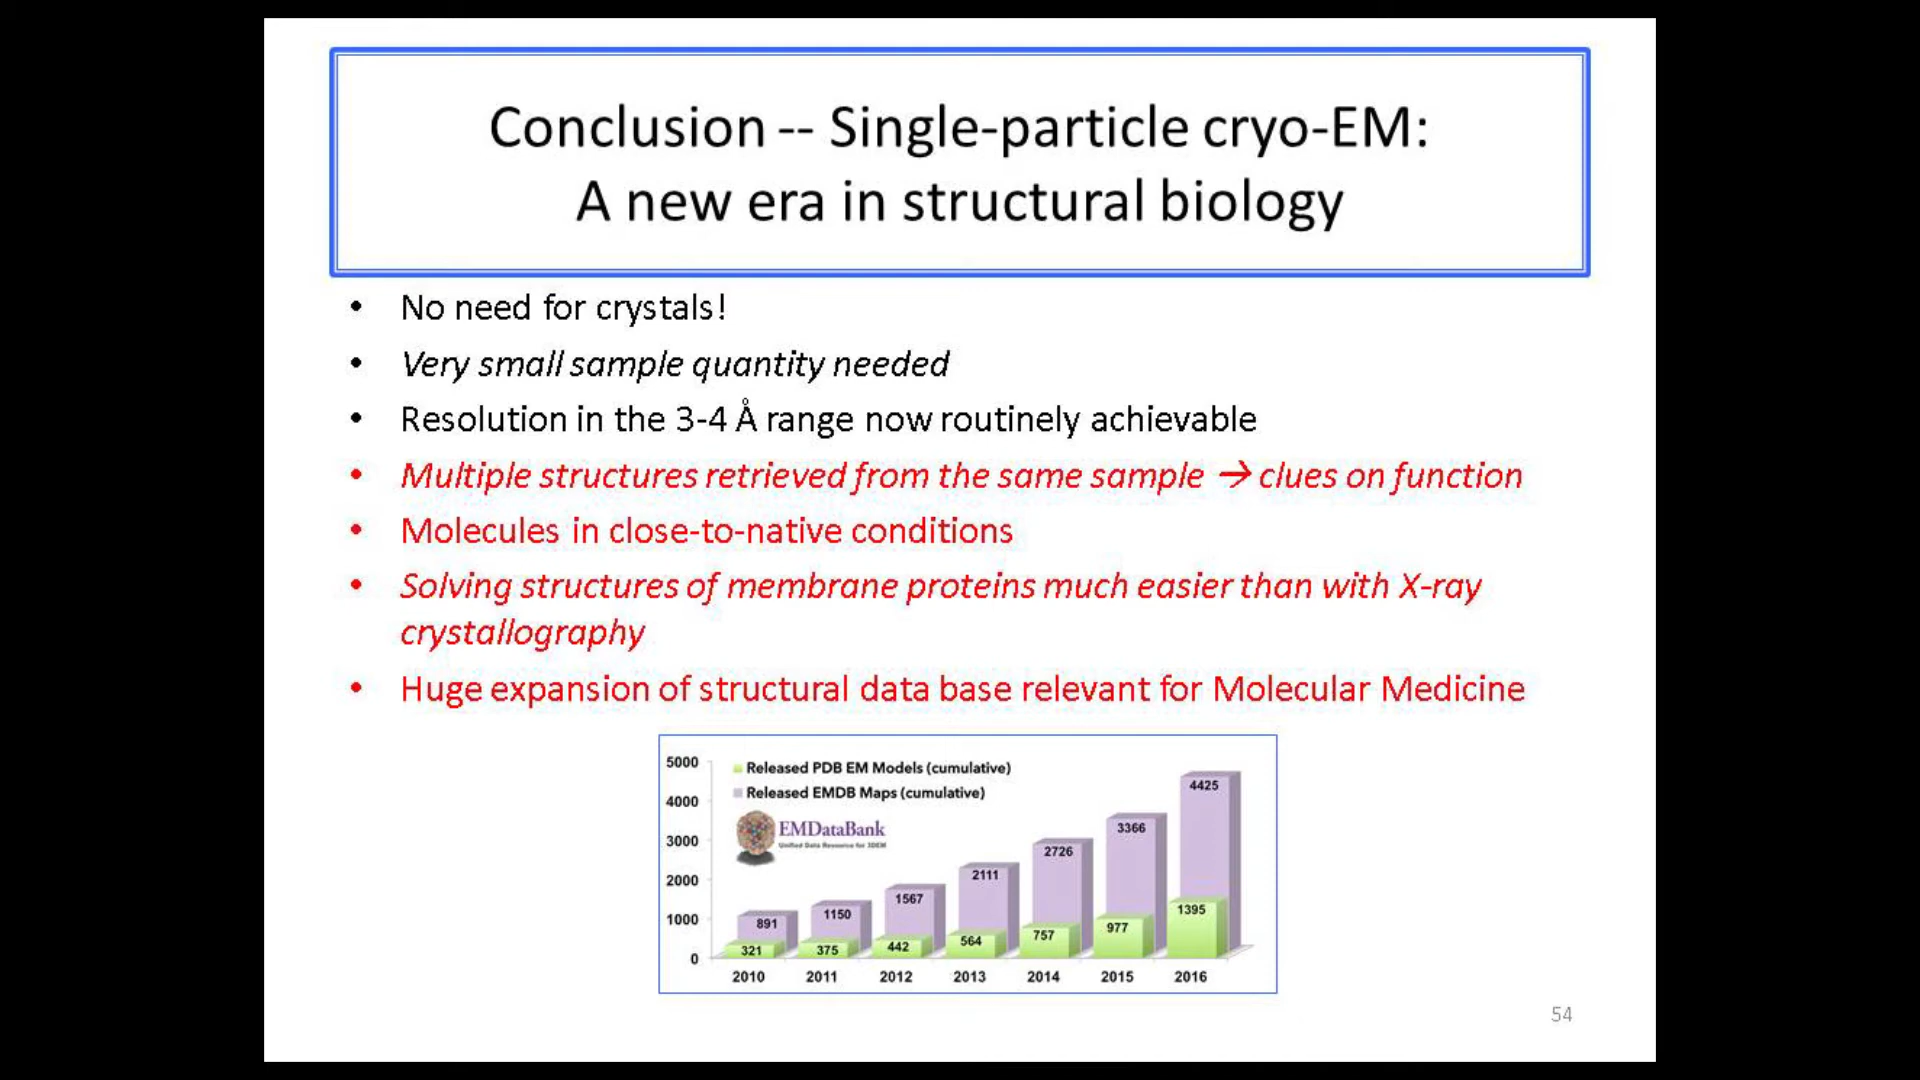 Conclusion -- Single-particle cryo-EM:
A new era in structural biology
• No need for crystals!
• Very small sample quantity needed
• Resolution in the 3-4 Å range now routinely achievable
• Multiple structures retrieved from the same sample → clues on function
• Molecules in close-to-native conditions
• Solving structures of membrane proteins much easier than with X-ray
crystallography
• Huge expansion of structural data base relevant for Molecular Medicine
Released PDB EM Models (cumulative)
Released EMDB Maps (cumulative)
EMDataBank
Unified Data Resource for 3DEM
5000
4000
3000
2000
1000
0
891 1150 1567 2111 2726 3366 4425
321 375 442 564 757 977 1395
2010 2011 2012 2013 2014 2015 2016
54